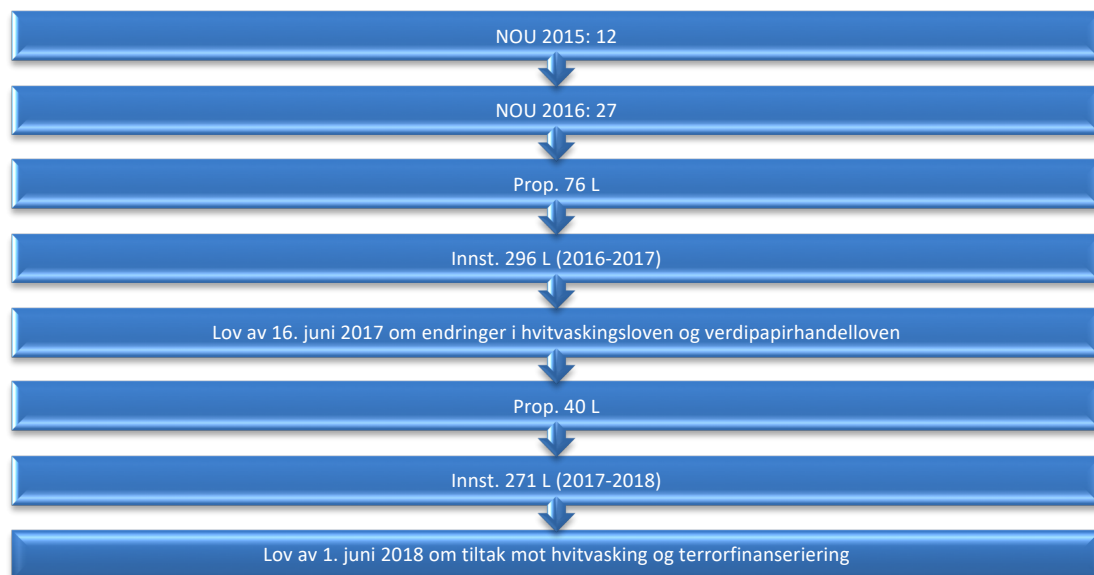 NOU 2015: 12
NOU 2016: 27
Prop. 76 L
Innst. 296 L (2016-2017)
Lov av 16. juni 2017 om endringer i hvitvaskingsloven og verdipapirhandelloven
Prop. 40 L
Innst. 271 L (2017-2018)
Lov av 1. juni 2018 om tiltak mot hvitvasking og terrorfinanseriering